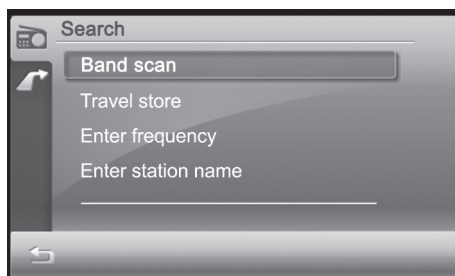 Search
Band scan
Travel store
Enter frequency
Enter station name